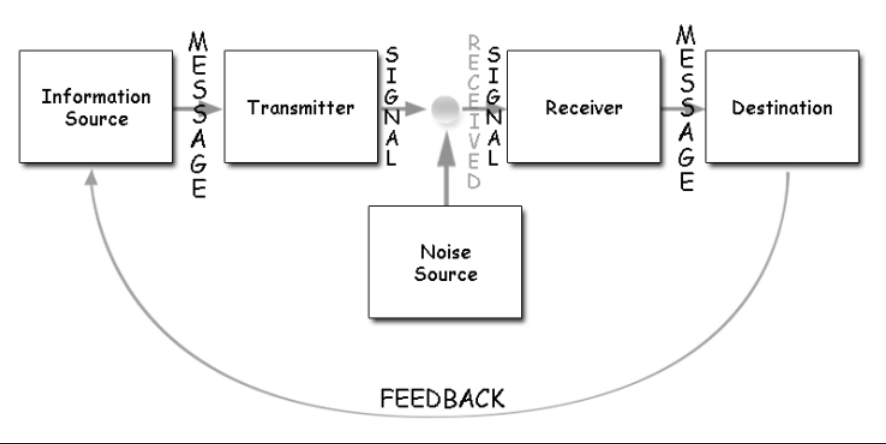 Information
Source
MESSAGE
Transmitter
SIGNAL
RECEIVED
SIGNAL
Receiver
MESSAGE
Destination
Noise
Source
FEEDBACK